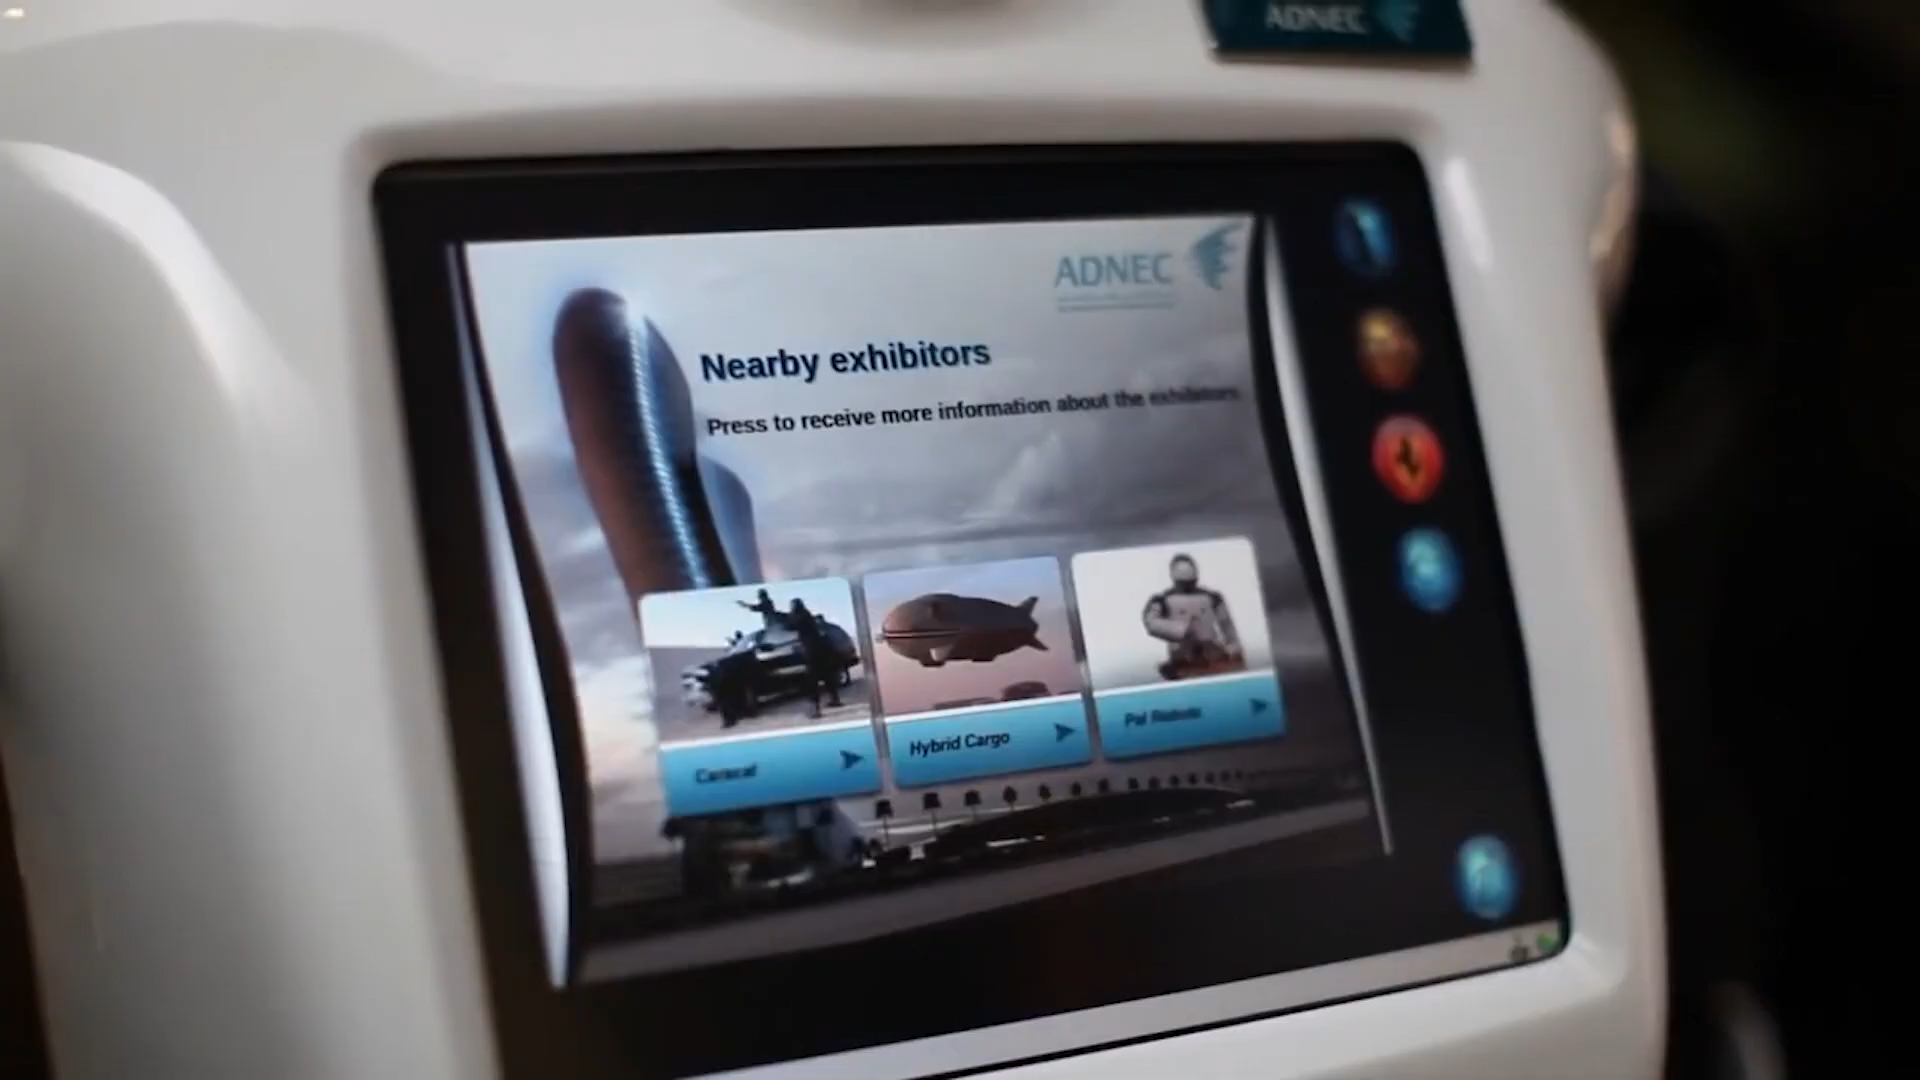 ADNEC
ADNEC
Nearby exhibitors
Press to receive more information about the exhibitors
Caracal
Hybrid Cargo
Pal Robotics